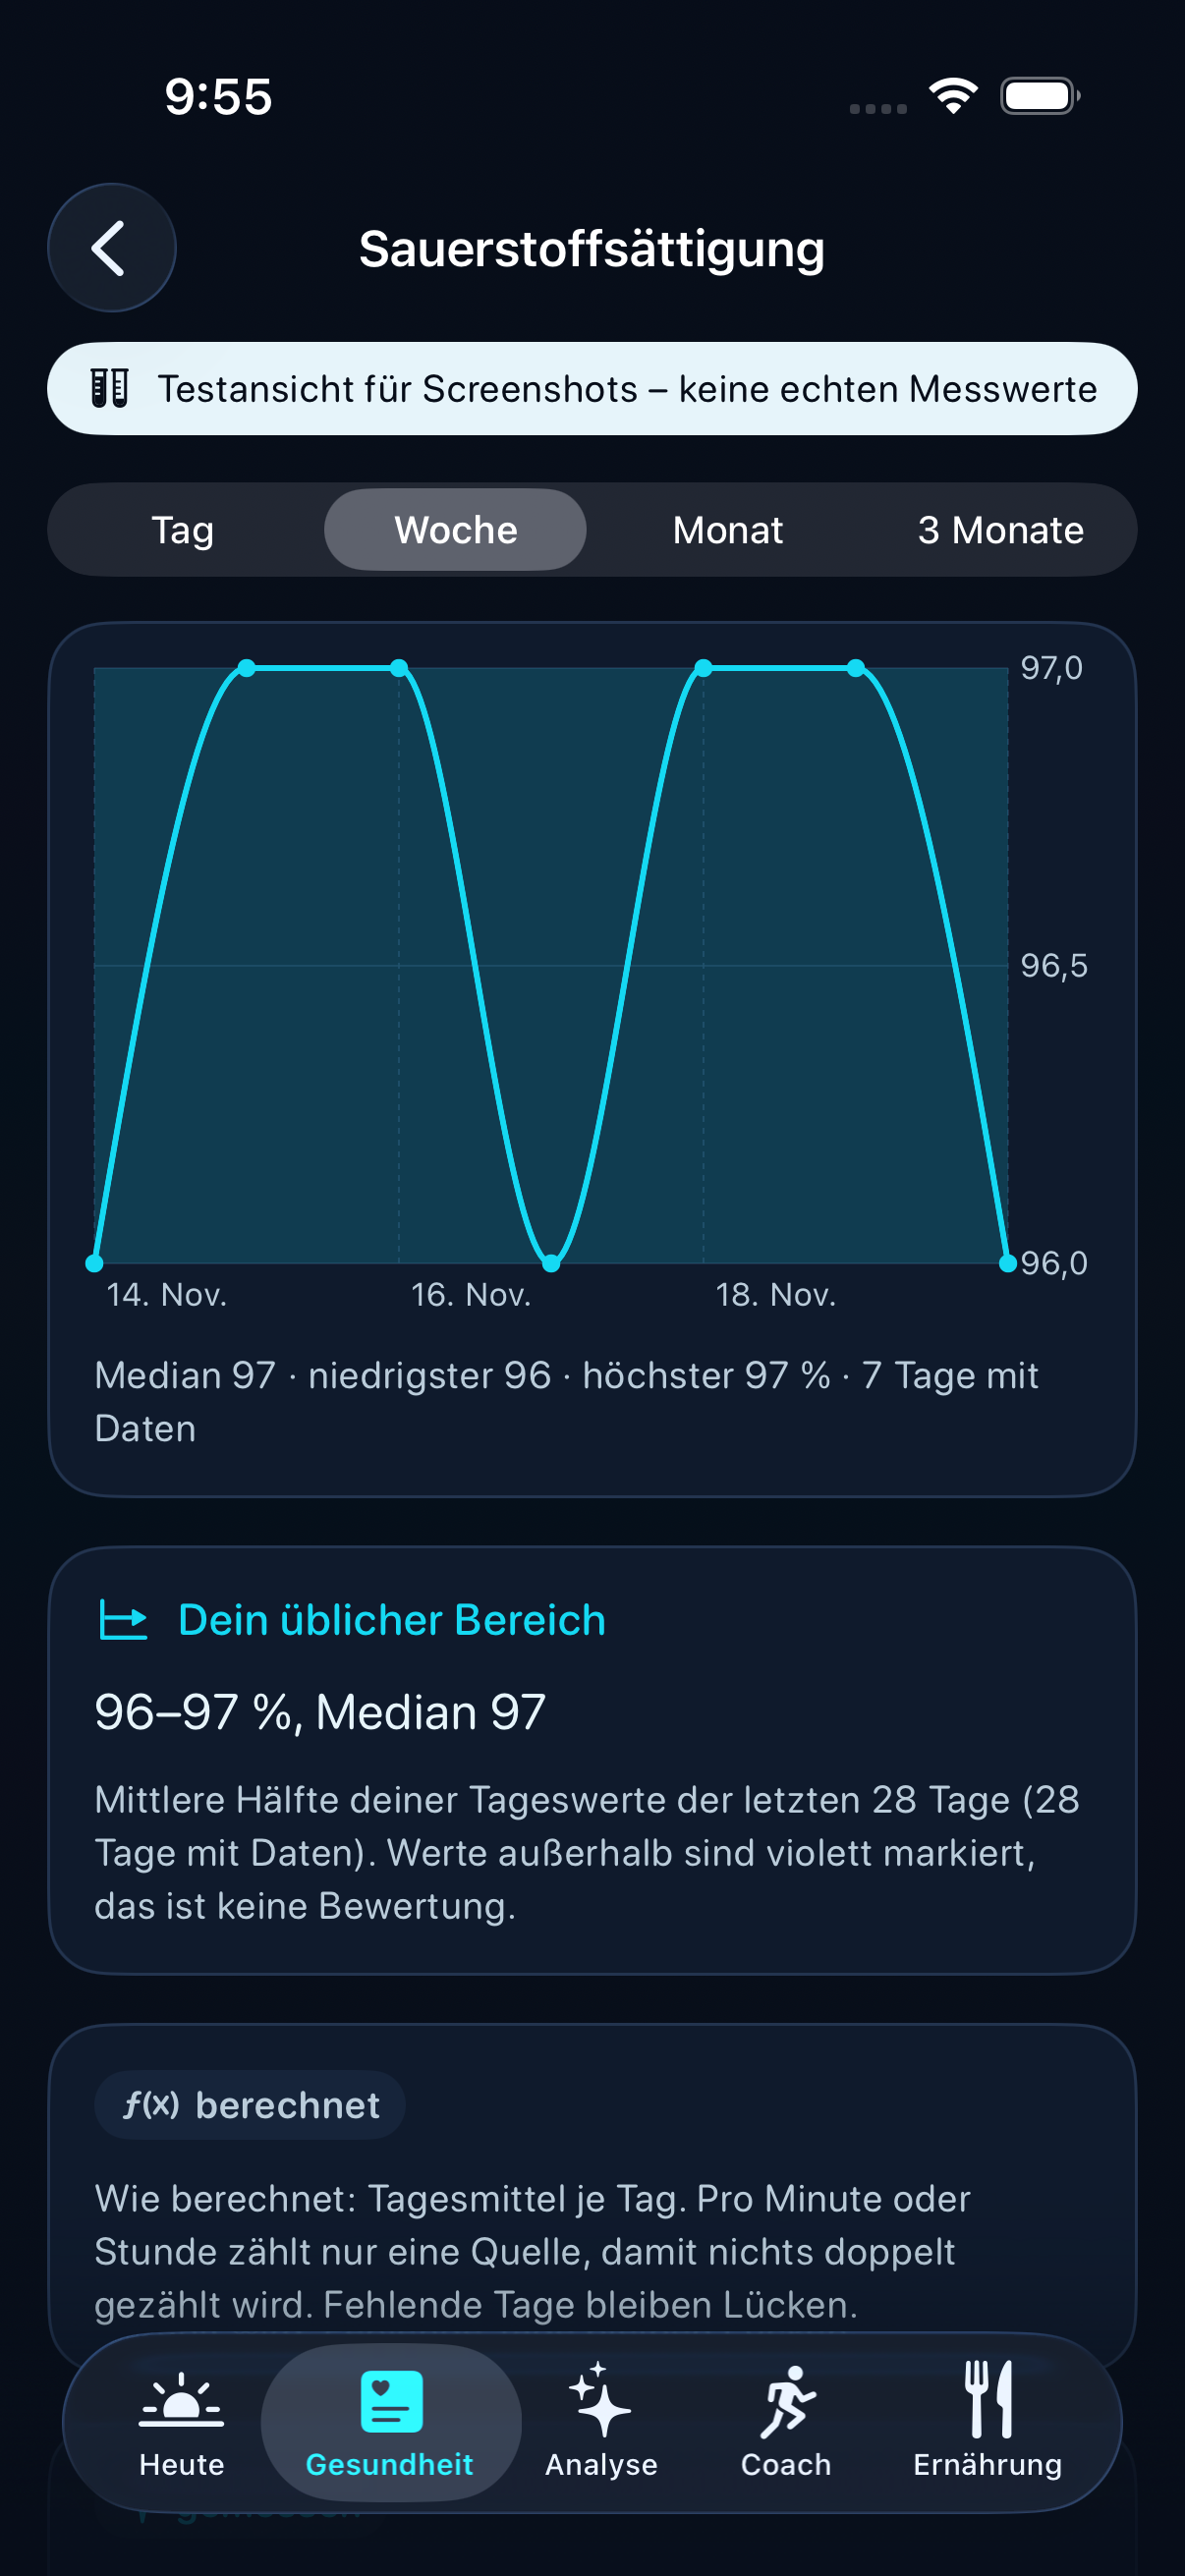 9:55
Sauerstoffsättigung
Testansicht für Screenshots – keine echten Messwerte
Tag Woche Monat 3 Monate
97,0
96,5
96,0
14. Nov. 16. Nov. 18. Nov.
Median 97 · niedrigster 96 · höchster 97 % · 7 Tage mit
Daten
Dein üblicher Bereich
96–97 %, Median 97
Mittlere Hälfte deiner Tageswerte der letzten 28 Tage (28
Tage mit Daten). Werte außerhalb sind violett markiert,
das ist keine Bewertung.
f(x) berechnet
Wie berechnet: Tagesmittel je Tag. Pro Minute oder
Stunde zählt nur eine Quelle, damit nichts doppelt
gezählt wird. Fehlende Tage bleiben Lücken.
Heute Gesundheit Analyse Coach Ernährung